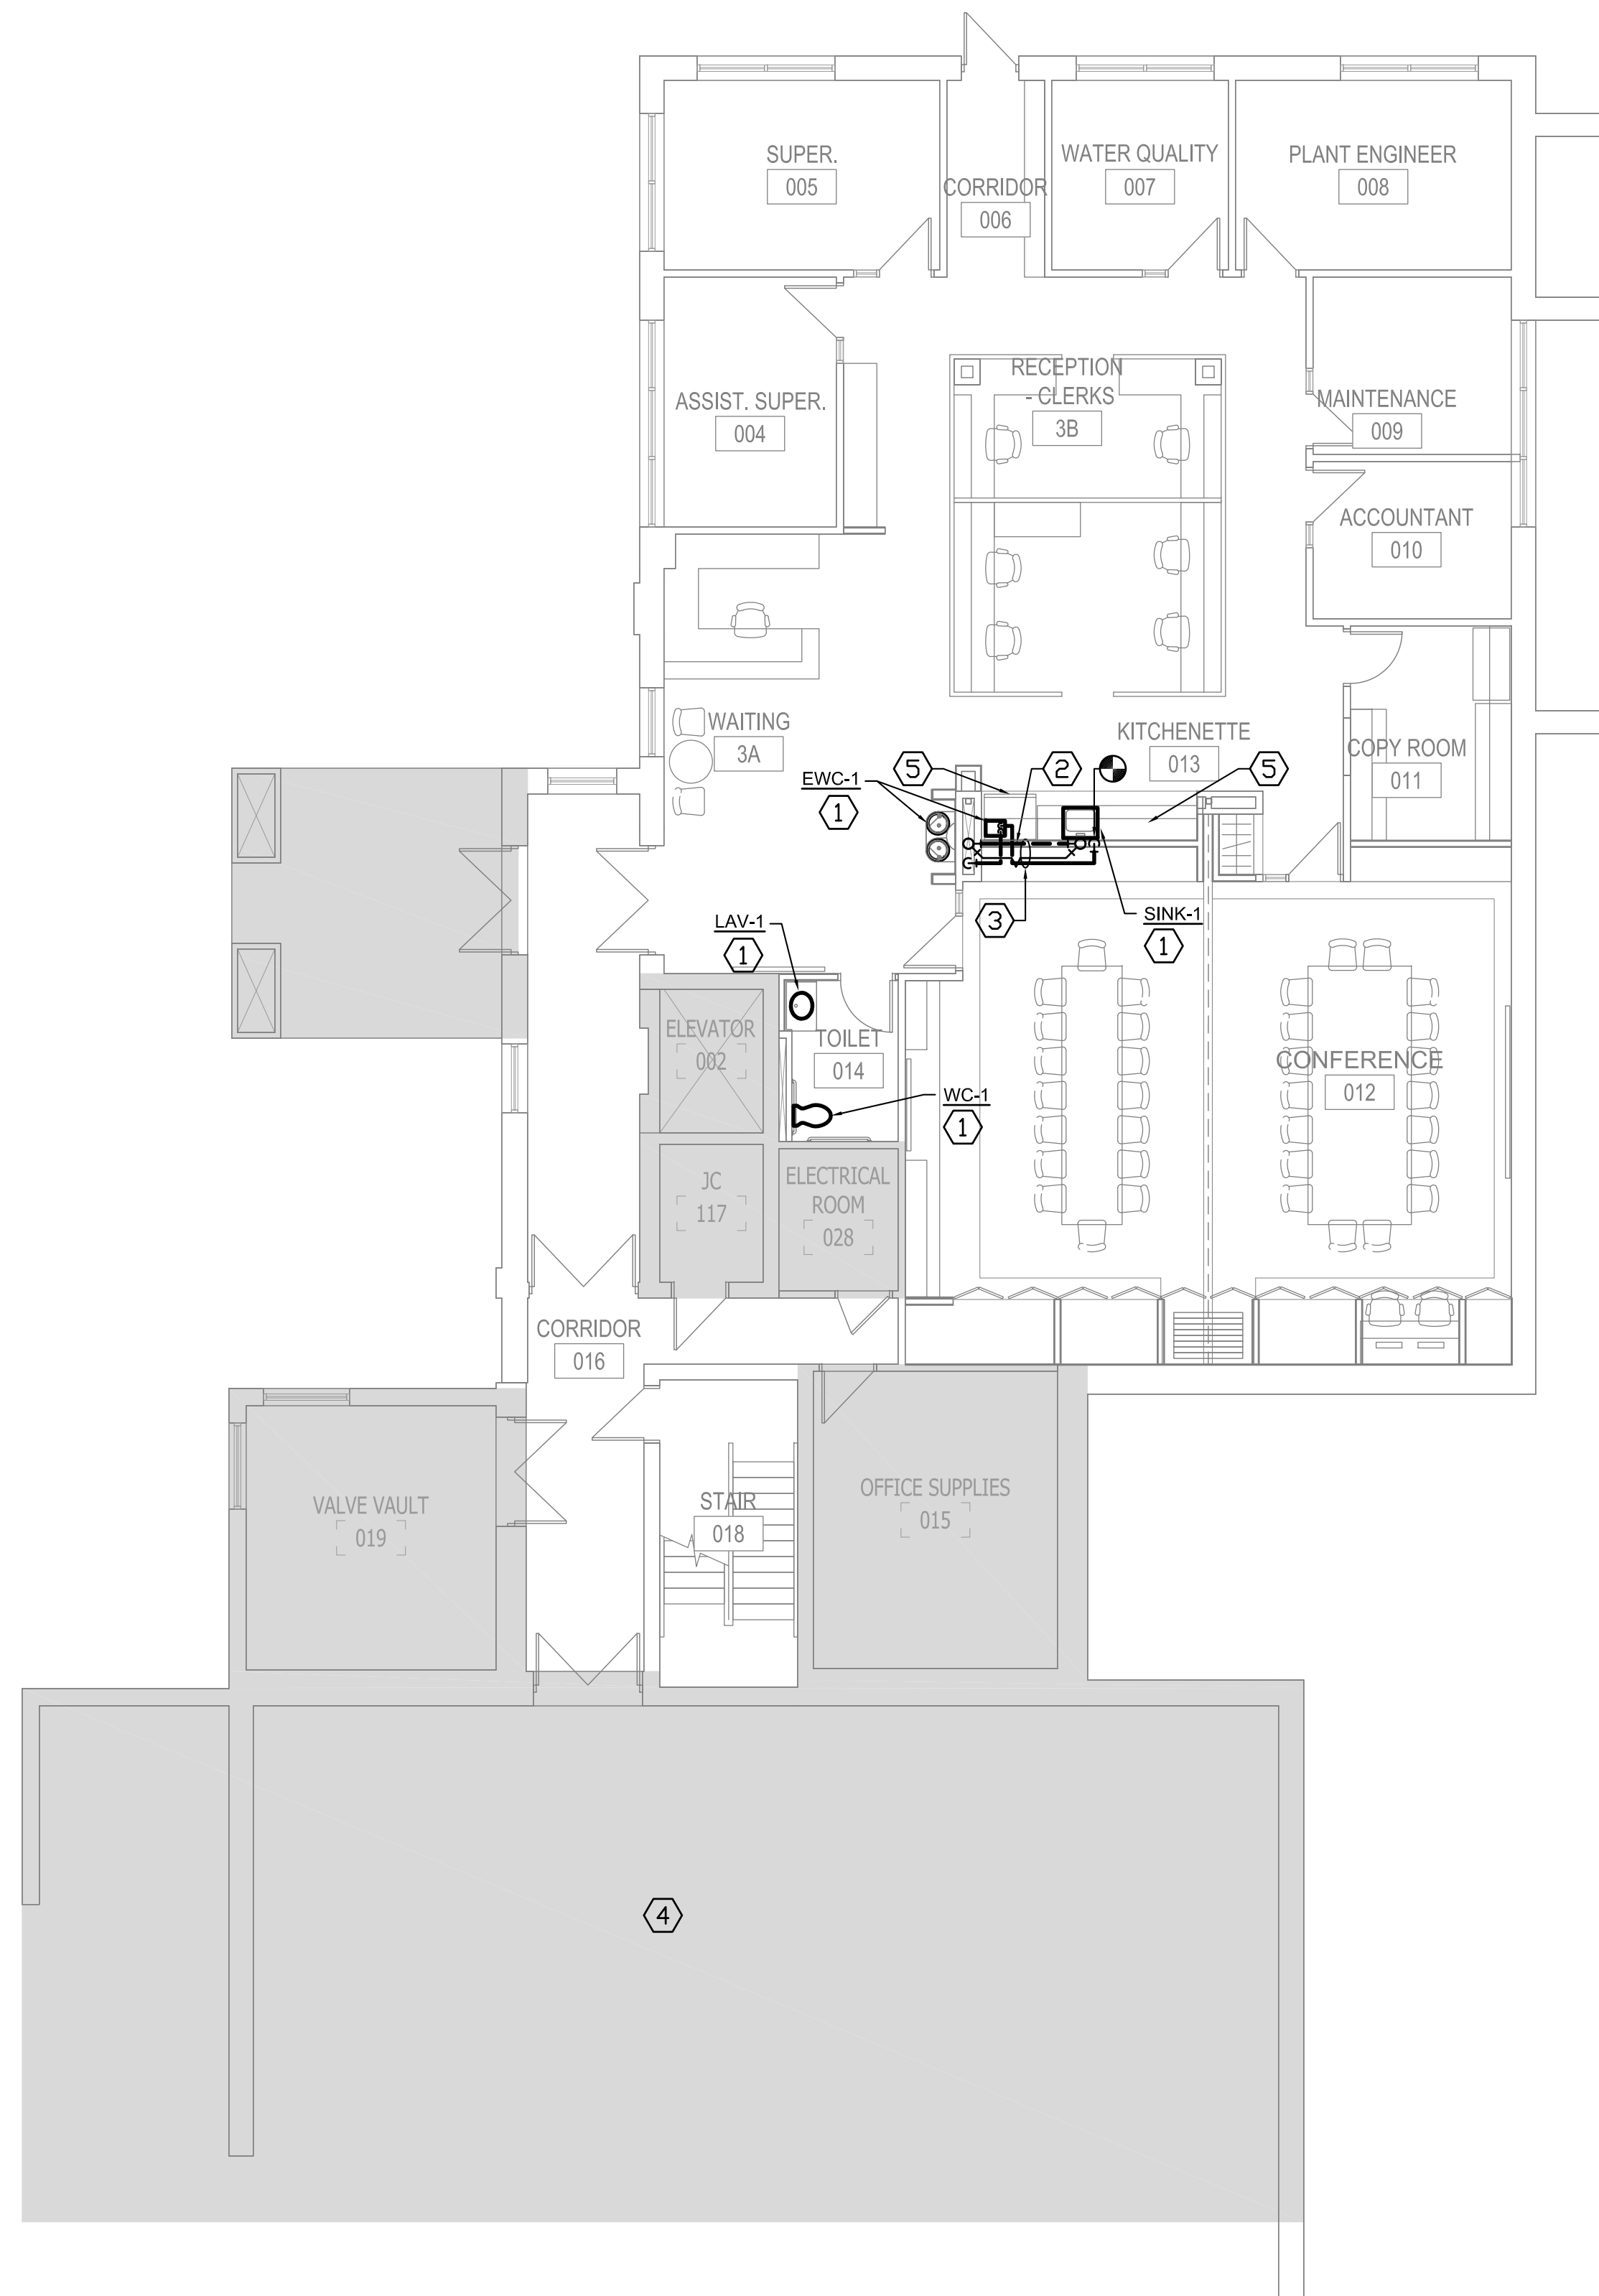 SUPER.
005
CORRIDOR
006
WATER QUALITY
007
PLANT ENGINEER
008
ASSIST. SUPER.
004
RECEPTION
- CLERKS
3B
MAINTENANCE
009
ACCOUNTANT
010
WAITING
3A
KITCHENETTE
013
COPY ROOM
011
EWC-1
1
5
2
5
3
SINK-1
1
LAV-1
1
ELEVATOR
002
TOILET
014
WC-1
1
CONFERENCE
012
JC
117
ELECTRICAL
ROOM
028
CORRIDOR
016
VALVE VAULT
019
STAIR
018
OFFICE SUPPLIES
015
4